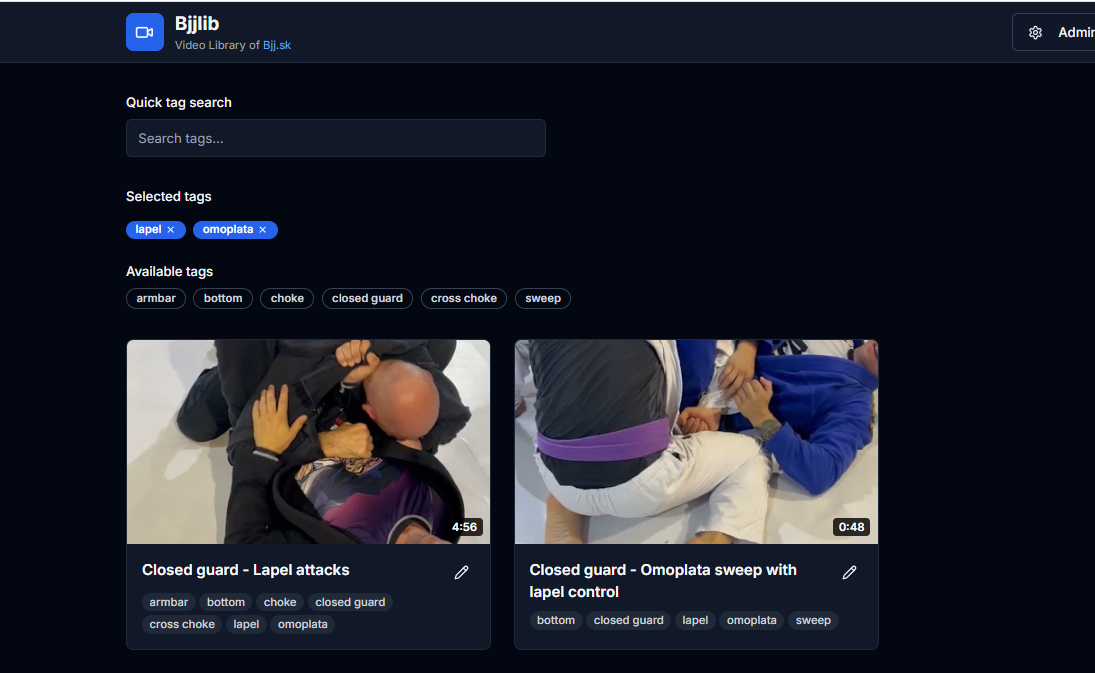 Bjjlib
Video Library of Bjj.sk
Admin
Quick tag search
Search tags...
Selected tags
lapel × omoplata ×
Available tags
armbar bottom choke closed guard cross choke sweep
4:56
0:48
Closed guard - Lapel attacks
armbar bottom choke closed guard
cross choke lapel omoplata
Closed guard - Omoplata sweep with
lapel control
bottom closed guard lapel omoplata sweep